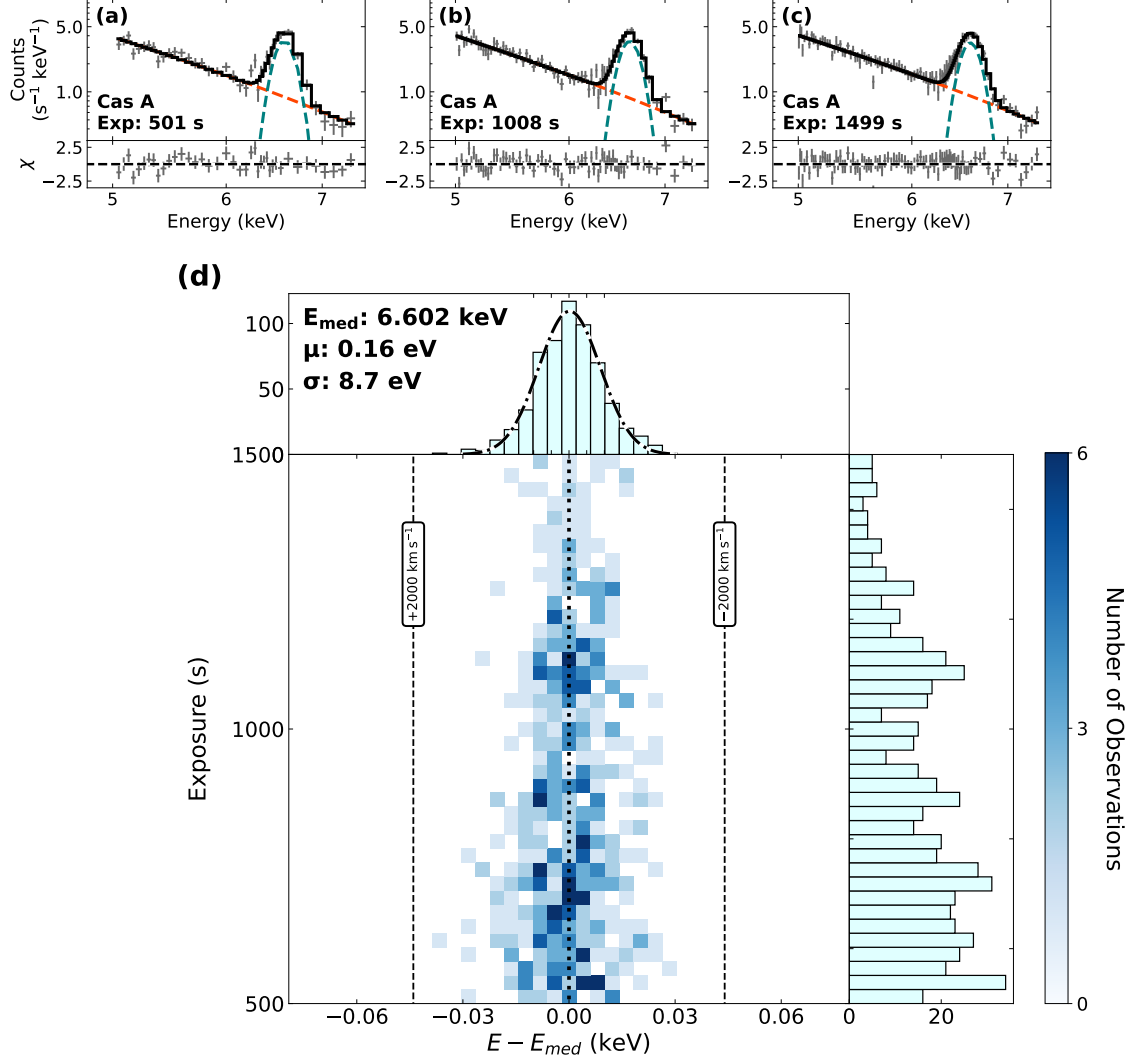 (a)
(b)
(c)
Counts
(s⁻¹ keV⁻¹)
5.0
1.0
5.0
1.0
5.0
1.0
Cas A
Exp: 501 s
Cas A
Exp: 1008 s
Cas A
Exp: 1499 s
χ
2.5
−2.5
2.5
−2.5
2.5
−2.5
5 6 7
5 6 7
5 6 7
Energy (keV)
Energy (keV)
Energy (keV)
(d)
E_med: 6.602 keV
μ: 0.16 eV
σ: 8.7 eV
100
50
0
1500
1000
500
Exposure (s)
+2000 km s⁻¹
−2000 km s⁻¹
−0.06 −0.03 0.00 0.03 0.06
E − E_med (keV)
0 20
6
3
0
Number of Observations